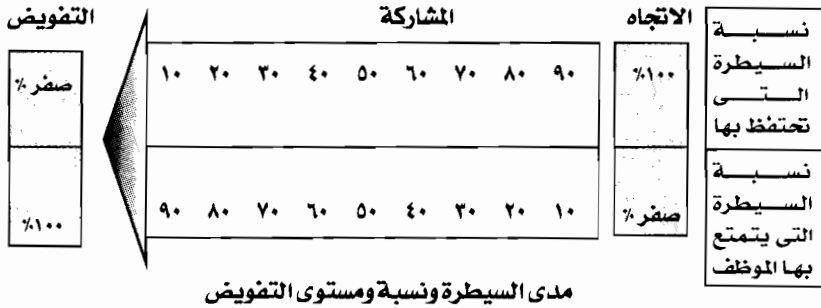 الاتجاه المشاركة التفويض
نسبة
السيطرة
التى
تحتفظ بها
٪١٠٠ ٩٠ ٨٠ ٧٠ ٦٠ ٥٠ ٤٠ ٣٠ ٢٠ ١٠ صفر ٪
نسبة
السيطرة
التى يتمتع
بها الموظف
صفر ٪ ١٠ ٢٠ ٣٠ ٤٠ ٥٠ ٦٠ ٧٠ ٨٠ ٩٠ ٪١٠٠
مدى السيطرة ونسبة ومستوى التفويض